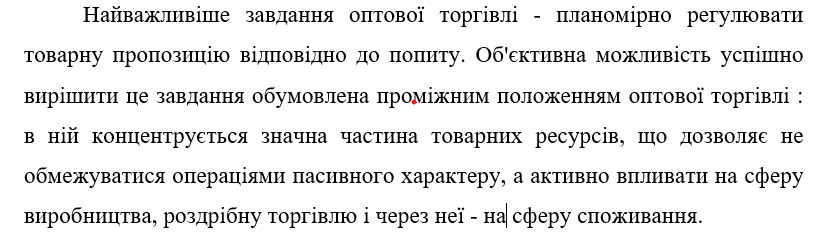 Найважливіше завдання оптової торгівлі - планомірно регулювати
товарну пропозицію відповідно до попиту. Об'єктивна можливість успішно
вирішити це завдання обумовлена проміжним положенням оптової торгівлі :
в ній концентрується значна частина товарних ресурсів, що дозволяє не
обмежуватися операціями пасивного характеру, а активно впливати на сферу
виробництва, роздрібну торгівлю і через неї - на сферу споживання.